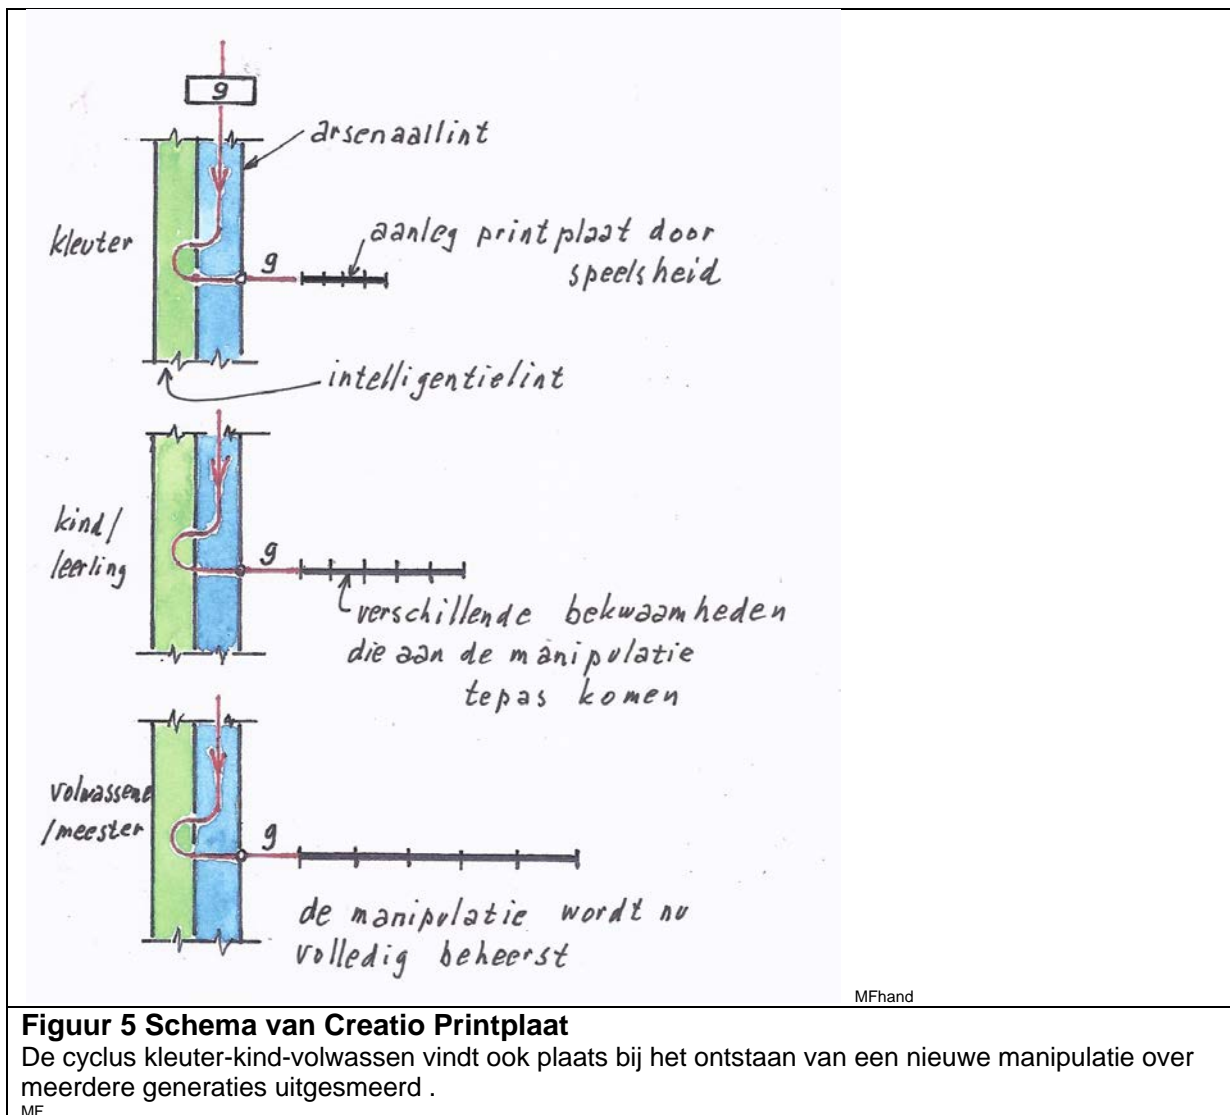 g
arsenaallint
kleuter
aanleg printplaat door
speelsheid
g
intelligentielint
kind/
leerling
g
verschillende bekwaamheden
die aan de manipulatie
tepas komen
volwassene
/meester
g
de manipulatie wordt nu
volledig beheerst
MFhand
Figuur 5 Schema van Creatio Printplaat
De cyclus kleuter-kind-volwassen vindt ook plaats bij het ontstaan van een nieuwe manipulatie over
meerdere generaties uitgesmeerd .
MF